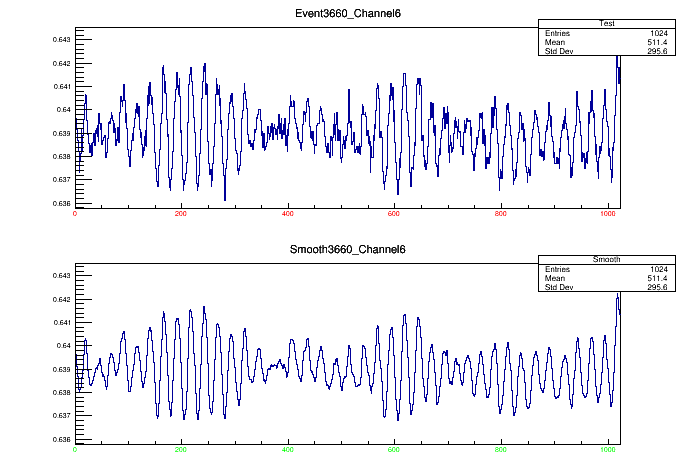 Event3660_Channel6
Test
Entries 1024
Mean 511.4
Std Dev 295.6
0.643
0.642
0.641
0.64
0.639
0.638
0.637
0.636
0 200 400 600 800 1000
Smooth3660_Channel6
Smooth
Entries 1024
Mean 511.4
Std Dev 295.6
0.643
0.642
0.641
0.64
0.639
0.638
0.637
0.636
0 200 400 600 800 1000